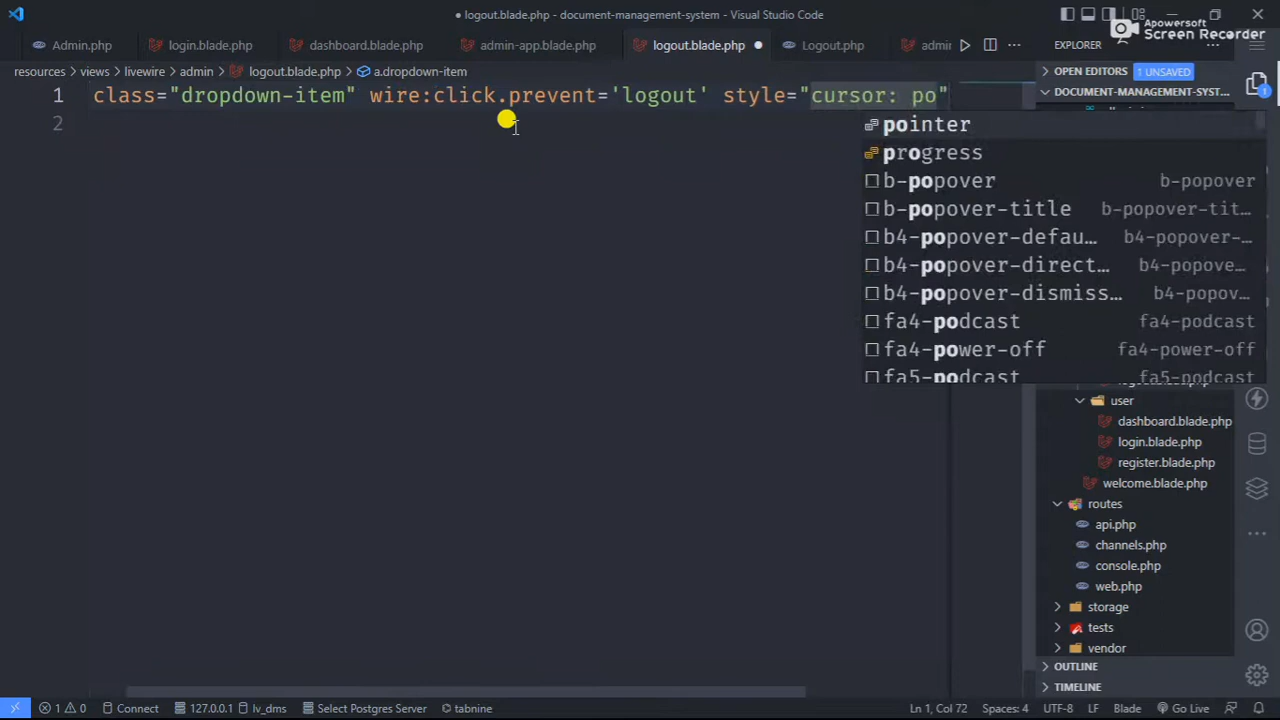 logout.blade.php - document-management-system - Visual Studio Code
Apowersoft
Screen Recorder
Admin.php
login.blade.php
dashboard.blade.php
admin-app.blade.php
logout.blade.php
Logout.php
admi
EXPLORER
resources > views > livewire > admin > logout.blade.php > a.dropdown-item
OPEN EDITORS 1 UNSAVED
DOCUMENT-MANAGEMENT-SYST...
1 class="dropdown-item" wire:click.prevent='logout' style="cursor: po"
2
pointer
progress
b-popover b-popover
b-popover-title b-popover-tit...
b4-popover-defau... b4-popover-...
b4-popover-direct... b4-popove...
b4-popover-dismiss... b4-popov...
fa4-podcast fa4-podcast
fa4-power-off fa4-power-off
fa5-podcast fa5-podcast
user
dashboard.blade.php
login.blade.php
register.blade.php
welcome.blade.php
routes
api.php
channels.php
console.php
web.php
storage
tests
vendor
OUTLINE
TIMELINE
1 0 Connect 127.0.0.1 lv_dms Select Postgres Server tabnine Ln 1, Col 72 Spaces: 4 UTF-8 LF Blade Go Live